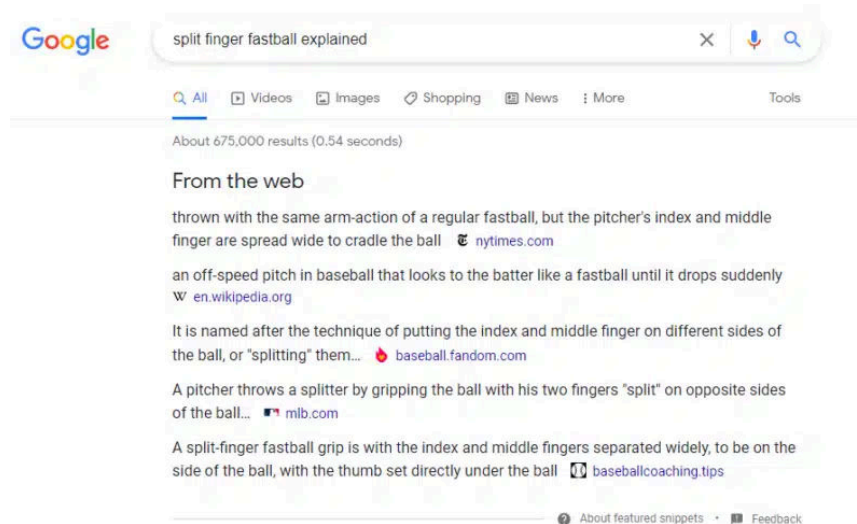 Google
split finger fastball explained
All Videos Images Shopping News More Tools
About 675,000 results (0.54 seconds)
From the web
thrown with the same arm-action of a regular fastball, but the pitcher's index and middle
finger are spread wide to cradle the ball nytimes.com
an off-speed pitch in baseball that looks to the batter like a fastball until it drops suddenly
W en.wikipedia.org
It is named after the technique of putting the index and middle finger on different sides of
the ball, or "splitting" them... baseball.fandom.com
A pitcher throws a splitter by gripping the ball with his two fingers "split" on opposite sides
of the ball... mlb.com
A split-finger fastball grip is with the index and middle fingers separated widely, to be on the
side of the ball, with the thumb set directly under the ball baseballcoaching.tips
About featured snippets • Feedback